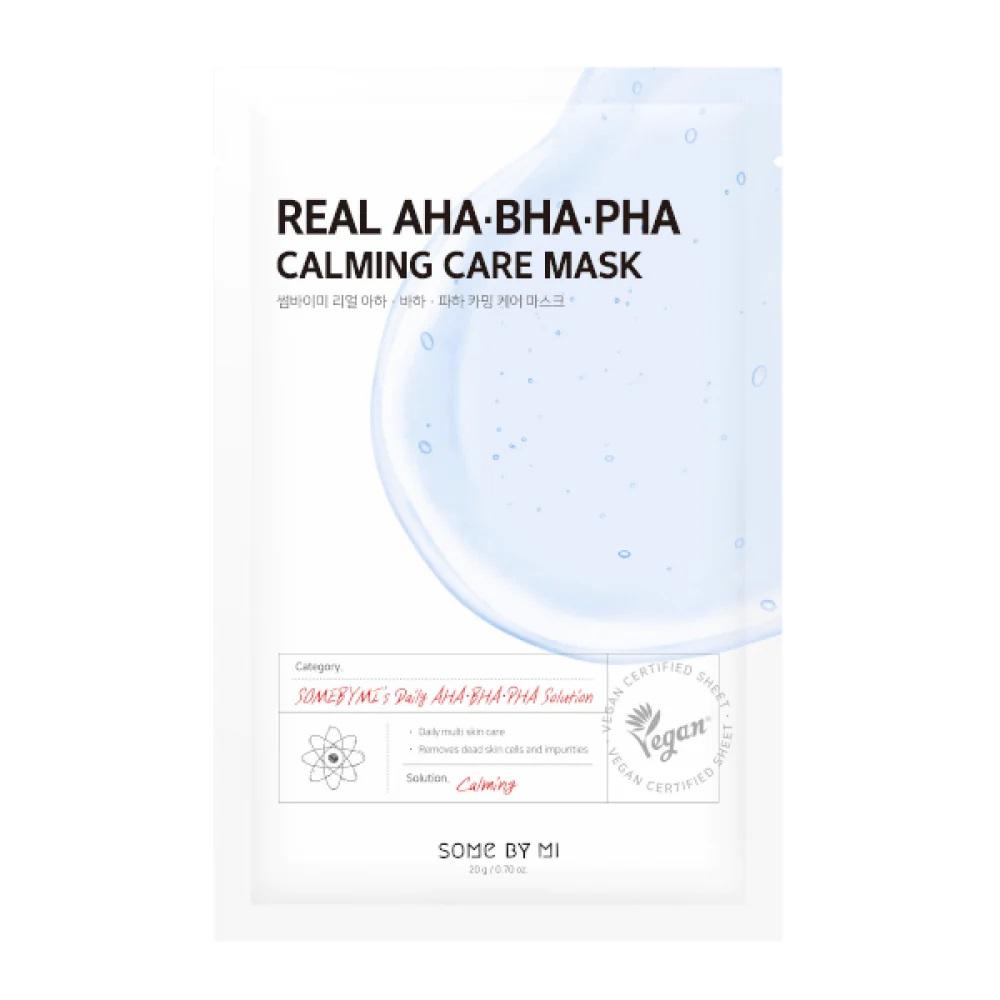 REAL AHA·BHA·PHA
CALMING CARE MASK
썸바이미 리얼 아하 · 바하 · 파하 카밍 케어 마스크
Category.
SOMEBYMI's Daily AHA·BHA·PHA Solution
· Daily multi skin care
· Removes dead skin cells and impurities
Solution. Calming
VEGAN CERTIFIED SHEET · VEGAN CERTIFIED SHEET ·
Vegan®
SOME BY MI
20 g / 0.70 oz.